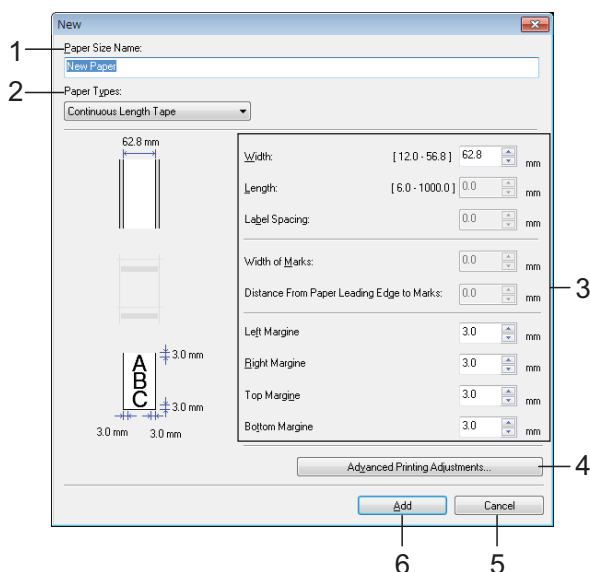 New
1 Paper Size Name:
New Paper
2 Paper Types:
Continuous Length Tape
62.8 mm
Width: [ 12.0 - 56.8 ] 62.8 mm
Length: [ 6.0 - 1000.0 ] 0.0 mm
Label Spacing: 0.0 mm
Width of Marks: 0.0 mm
Distance From Paper Leading Edge to Marks: 0.0 mm
3
Left Margine 3.0 mm
Right Margine 3.0 mm
Top Margine 3.0 mm
Bottom Margine 3.0 mm
A
B
C
3.0 mm
3.0 mm
3.0 mm 3.0 mm
Advanced Printing Adjustments... 4
Add Cancel
6 5